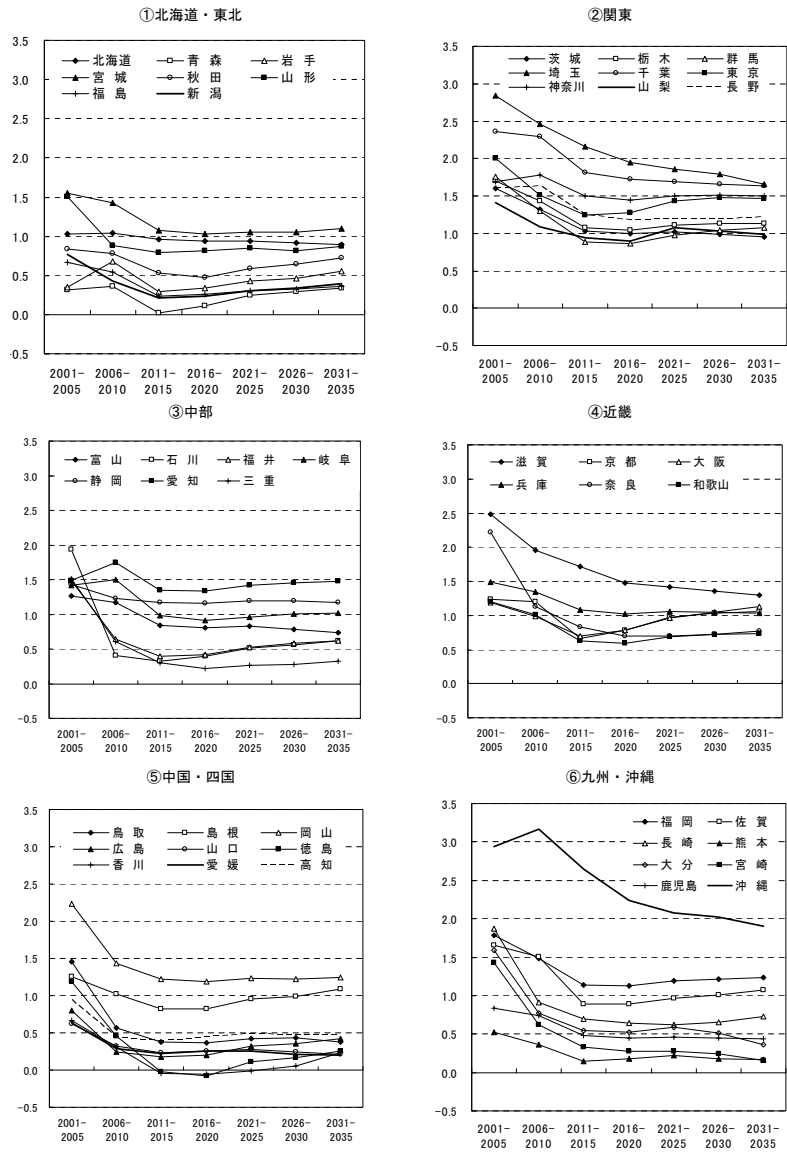 ①北海道・東北
3.5
北海道 青 森 岩 手
3.0
宮 城 秋 田 山 形
福 島 新 潟
2.5
2.0
1.5
1.0
0.5
0.0
-0.5
2001-2005 2006-2010 2011-2015 2016-2020 2021-2025 2026-2030 2031-2035
②関東
3.5
茨 城 栃 木 群 馬
埼 玉 千 葉 東 京
3.0
神奈川 山 梨 長 野
2.5
2.0
1.5
1.0
0.5
0.0
-0.5
2001-2005 2006-2010 2011-2015 2016-2020 2021-2025 2026-2030 2031-2035
③中部
3.5
富 山 石 川 福 井 岐 阜
3.0
静 岡 愛 知 三 重
2.5
2.0
1.5
1.0
0.5
0.0
-0.5
2001-2005 2006-2010 2011-2015 2016-2020 2021-2025 2026-2030 2031-2035
④近畿
3.5
滋 賀 京 都 大 阪
3.0
兵 庫 奈 良 和歌山
2.5
2.0
1.5
1.0
0.5
0.0
-0.5
2001-2005 2006-2010 2011-2015 2016-2020 2021-2025 2026-2030 2031-2035
⑤中国・四国
3.5
鳥 取 島 根 岡 山
3.0
広 島 山 口 徳 島
香 川 愛 媛 高 知
2.5
2.0
1.5
1.0
0.5
0.0
-0.5
2001-2005 2006-2010 2011-2015 2016-2020 2021-2025 2026-2030 2031-2035
⑥九州・沖縄
3.5
福 岡 佐 賀
長 崎 熊 本
3.0
大 分 宮 崎
鹿児島 沖 縄
2.5
2.0
1.5
1.0
0.5
0.0
-0.5
2001-2005 2006-2010 2011-2015 2016-2020 2021-2025 2026-2030 2031-2035